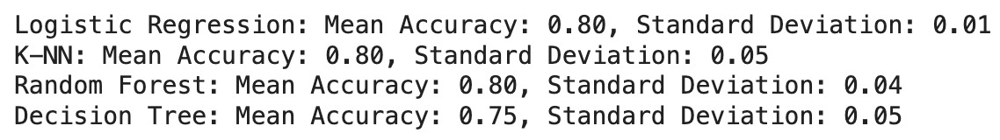 Logistic Regression: Mean Accuracy: 0.80, Standard Deviation: 0.01
K-NN: Mean Accuracy: 0.80, Standard Deviation: 0.05
Random Forest: Mean Accuracy: 0.80, Standard Deviation: 0.04
Decision Tree: Mean Accuracy: 0.75, Standard Deviation: 0.05